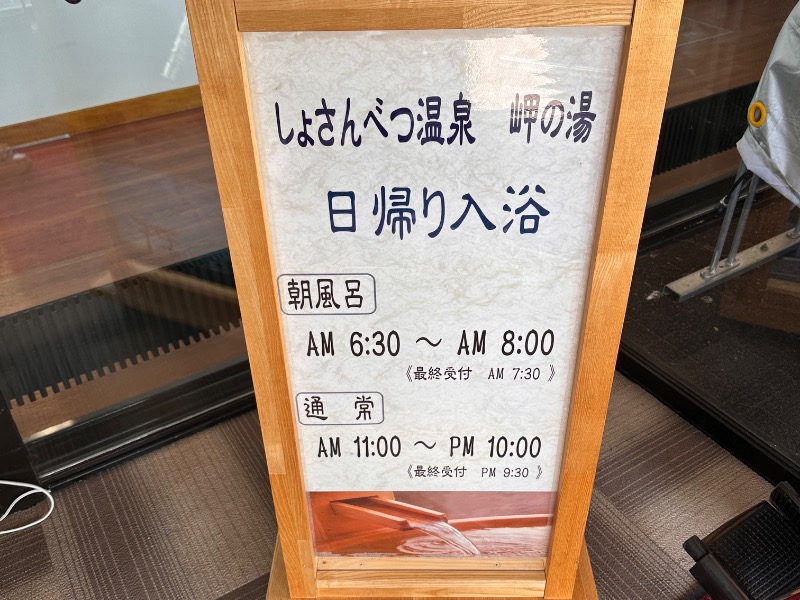 しょさんべつ温泉　岬の湯
日帰り入浴
朝風呂
AM 6:30 ～ AM 8:00
《最終受付　AM 7:30 》
通　常
AM 11:00 ～ PM 10:00
《最終受付　PM 9:30 》